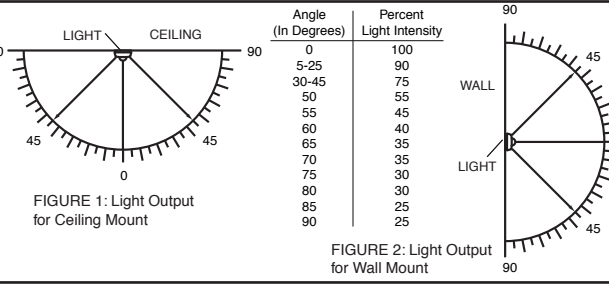 LIGHT
CEILING
0
90
45
45
0
FIGURE 1: Light Output
for Ceiling Mount
Angle Percent
(In Degrees) Light Intensity
0 100
5-25 90
30-45 75
50 55
55 45
60 40
65 35
70 35
75 30
80 30
85 25
90 25
90
45
WALL
LIGHT
45
90
FIGURE 2: Light Output
for Wall Mount